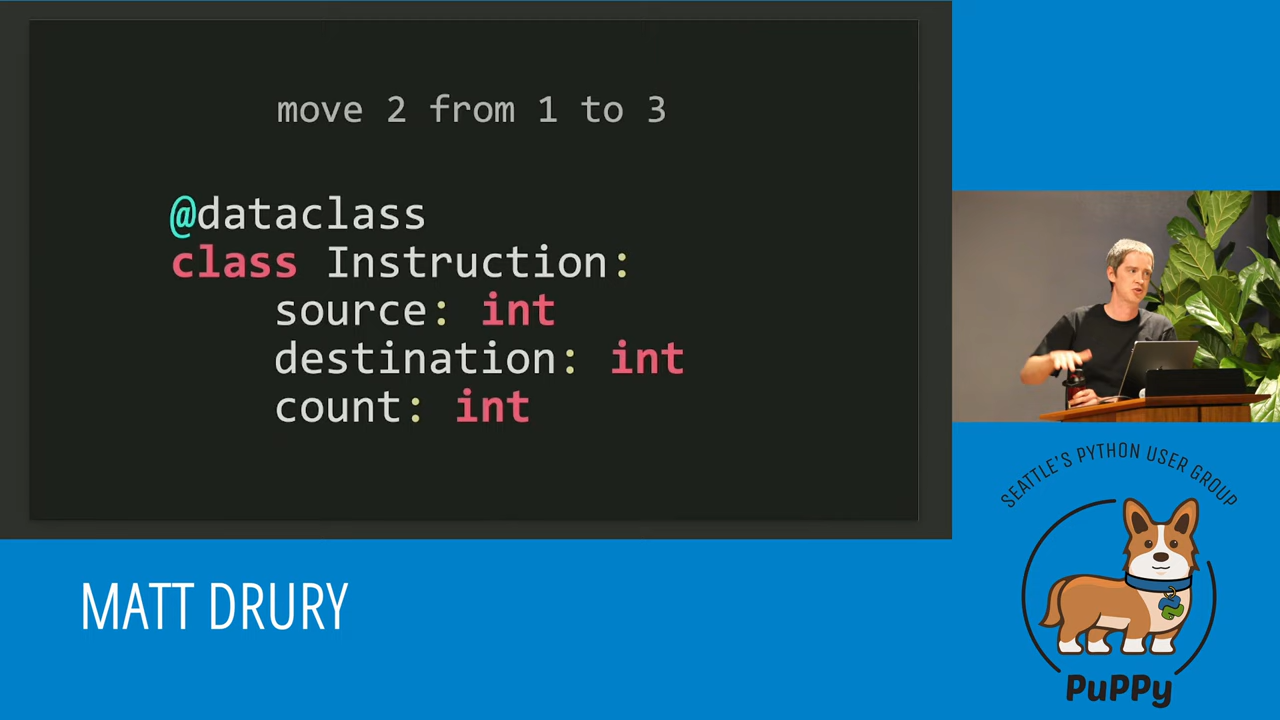 move 2 from 1 to 3
@dataclass
class Instruction:
    source: int
    destination: int
    count: int
MATT DRURY
SEATTLE'S PYTHON USER GROUP
PuPPy